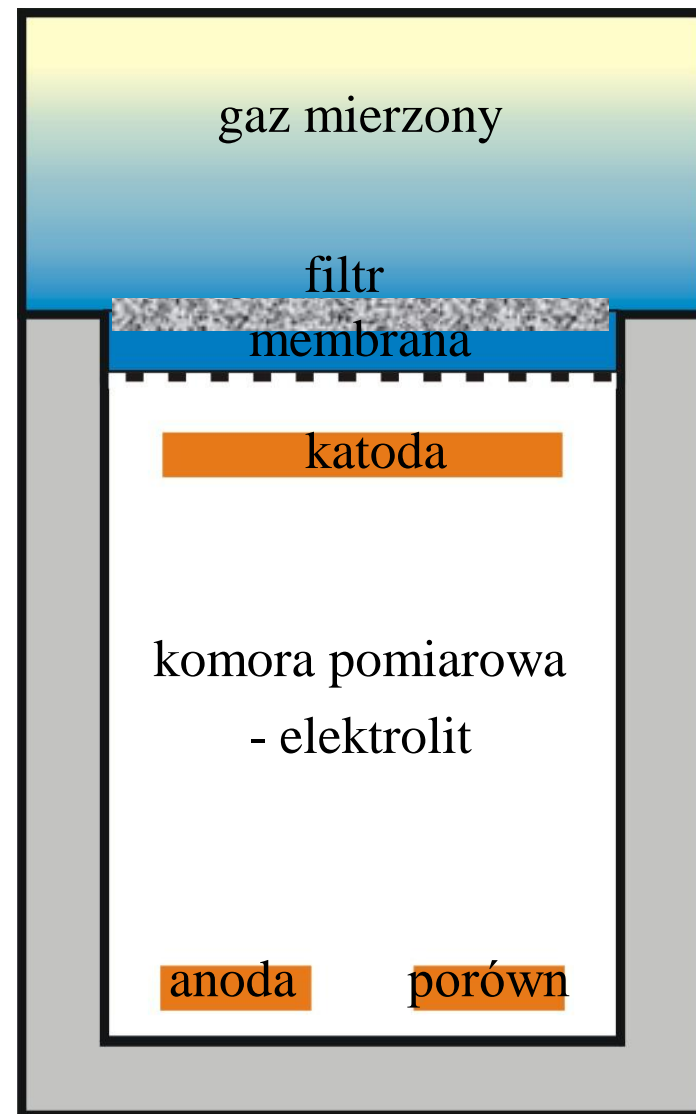 gaz mierzony
filtr
membrana
katoda
komora pomiarowa
- elektrolit
anoda porówn